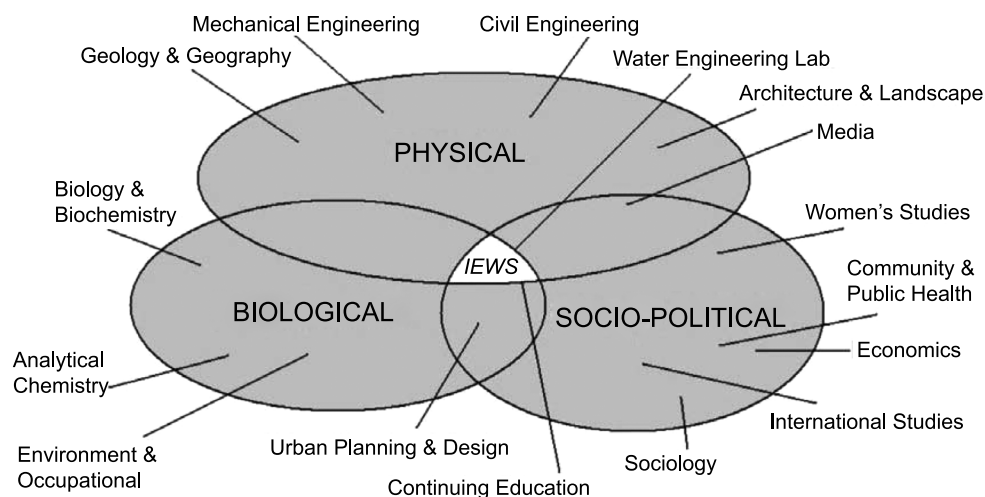 Mechanical Engineering
Civil Engineering
Geology & Geography
Water Engineering Lab
Architecture & Landscape
Media
PHYSICAL
Biology &
Biochemistry
Women's Studies
IEWS
Community &
Public Health
BIOLOGICAL
SOCIO-POLITICAL
Economics
Analytical
Chemistry
International Studies
Environment &
Occupational
Urban Planning & Design
Sociology
Continuing Education